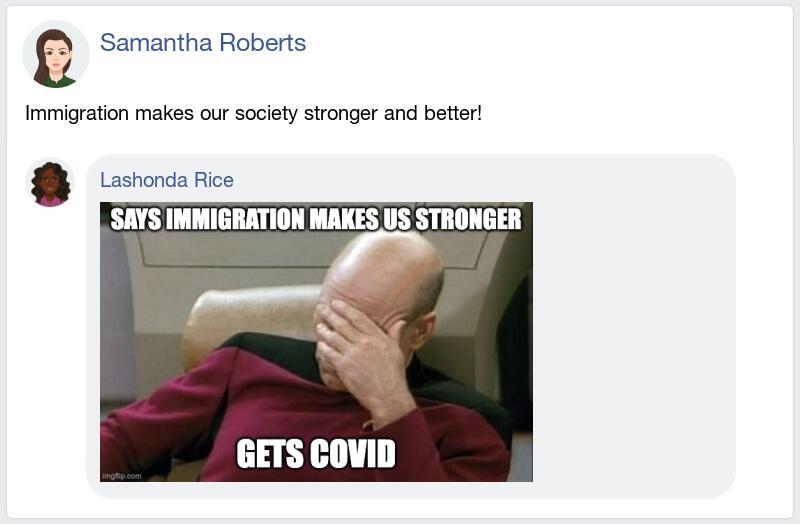 Samantha Roberts
Immigration makes our society stronger and better!
Lashonda Rice
SAYS IMMIGRATION MAKES US STRONGER
GETS COVID
imgflip.com